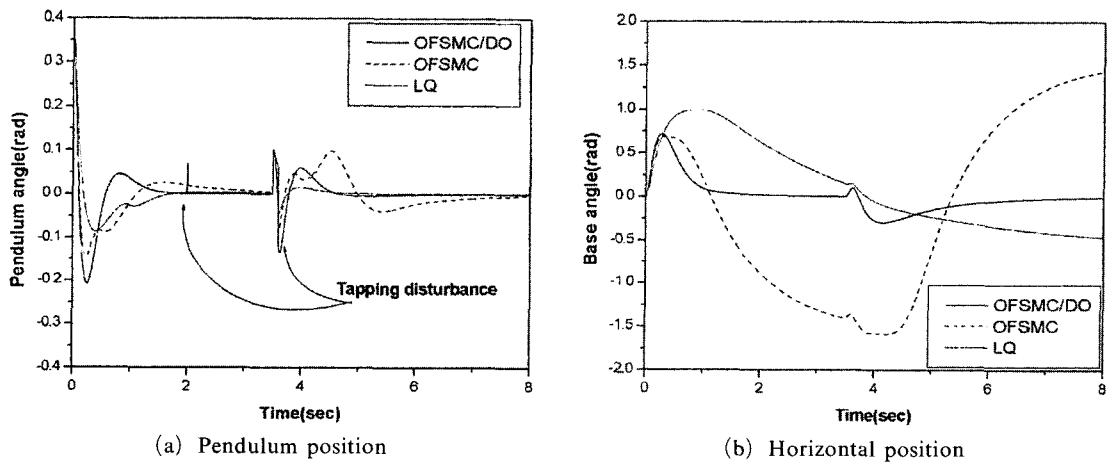 0.4
0.3
0.2
0.1
0.0
-0.1
-0.2
-0.3
-0.4
Pendulum angle(rad)
OFSMC/DO
OFSMC
LQ
Tapping disturbance
0 2 4 6 8
Time(sec)
(a) Pendulum position
2.0
1.5
1.0
0.5
0.0
-0.5
-1.0
-1.5
-2.0
Base angle(rad)
OFSMC/DO
OFSMC
LQ
0 2 4 6 8
Time(sec)
(b) Horizontal position